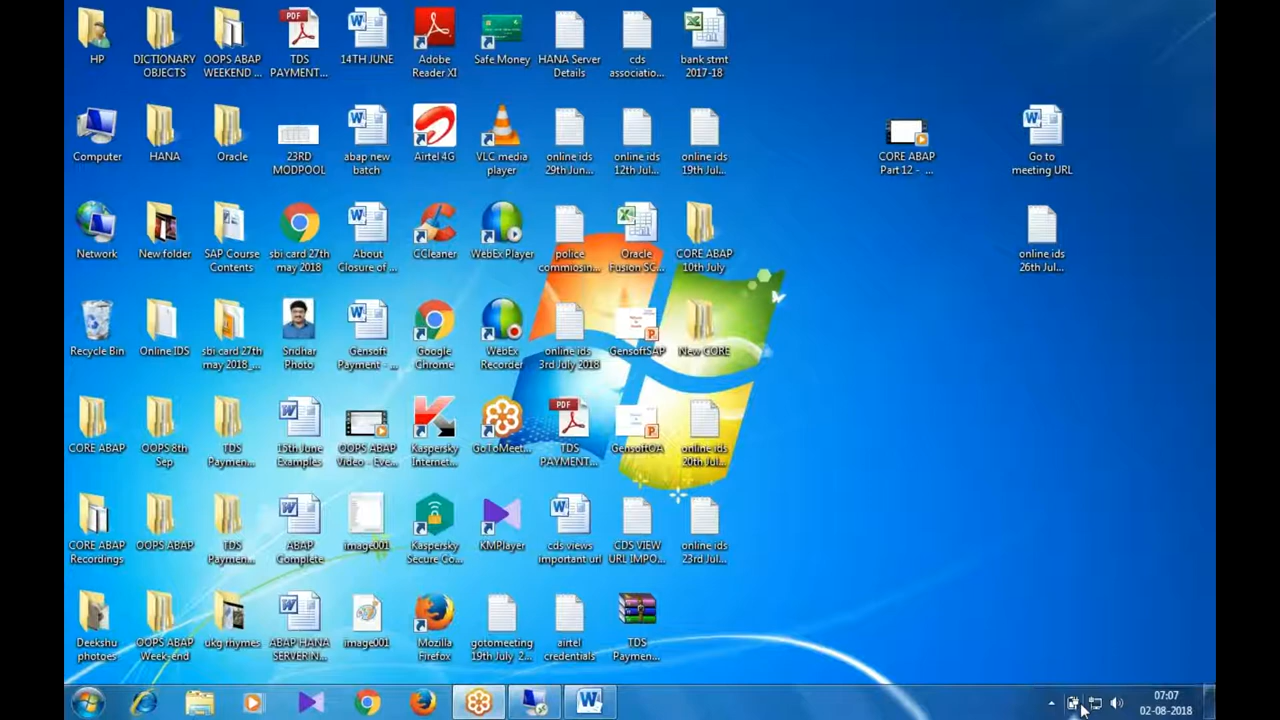 HP
DICTIONARY OBJECTS
OOPS ABAP WEEKEND ...
TDS PAYMENT...
14TH JUNE
Adobe Reader XI
Safe Money
HANA Server Details
cds associatio...
bank stmt 2017-18
Computer
HANA
Oracle
23RD MODPOOL
abap new batch
Airtel 4G
VLC media player
online ids 29th Jun...
online ids 12th Jul...
online ids 19th Jul...
CORE ABAP Part 12 - ...
Go to meeting URL
Network
New folder
SAP Course Contents
sbi card 27th may 2018
About Closure of ...
CCleaner
WebEx Player
police commiosin...
Oracle Fusion SC...
CORE ABAP 10th July
online ids 26th Jul...
Recycle Bin
Online IDS
sbi card 27th may 2018_...
Sridhar Photo
Gensoft Payment - ...
Google Chrome
WebEx Recorder
online ids 3rd July 2018
GensoftSAP
New CORE
CORE ABAP
OOPS 8th Sep
TDS Paymen...
15th June Examples
OOPS ABAP Video - Eve...
Kaspersky Internet...
GoToMeet...
TDS PAYMENT...
GensoftOA
online ids 20th Jul...
CORE ABAP Recordings
OOPS ABAP
TDS Paymen...
ABAP Complete
image001
Kaspersky Secure Co...
KMPlayer
cds views important url
CDS VIEW URL IMPO...
online ids 23rd Jul...
Deekshu photoes
OOPS ABAP Week-end
ukg rhymes
ABAP HANA SERVER N...
image001
Mozilla Firefox
gotomeeting 19th July 2...
airtel credentials
TDS Paymen...
07:07
02-08-2018